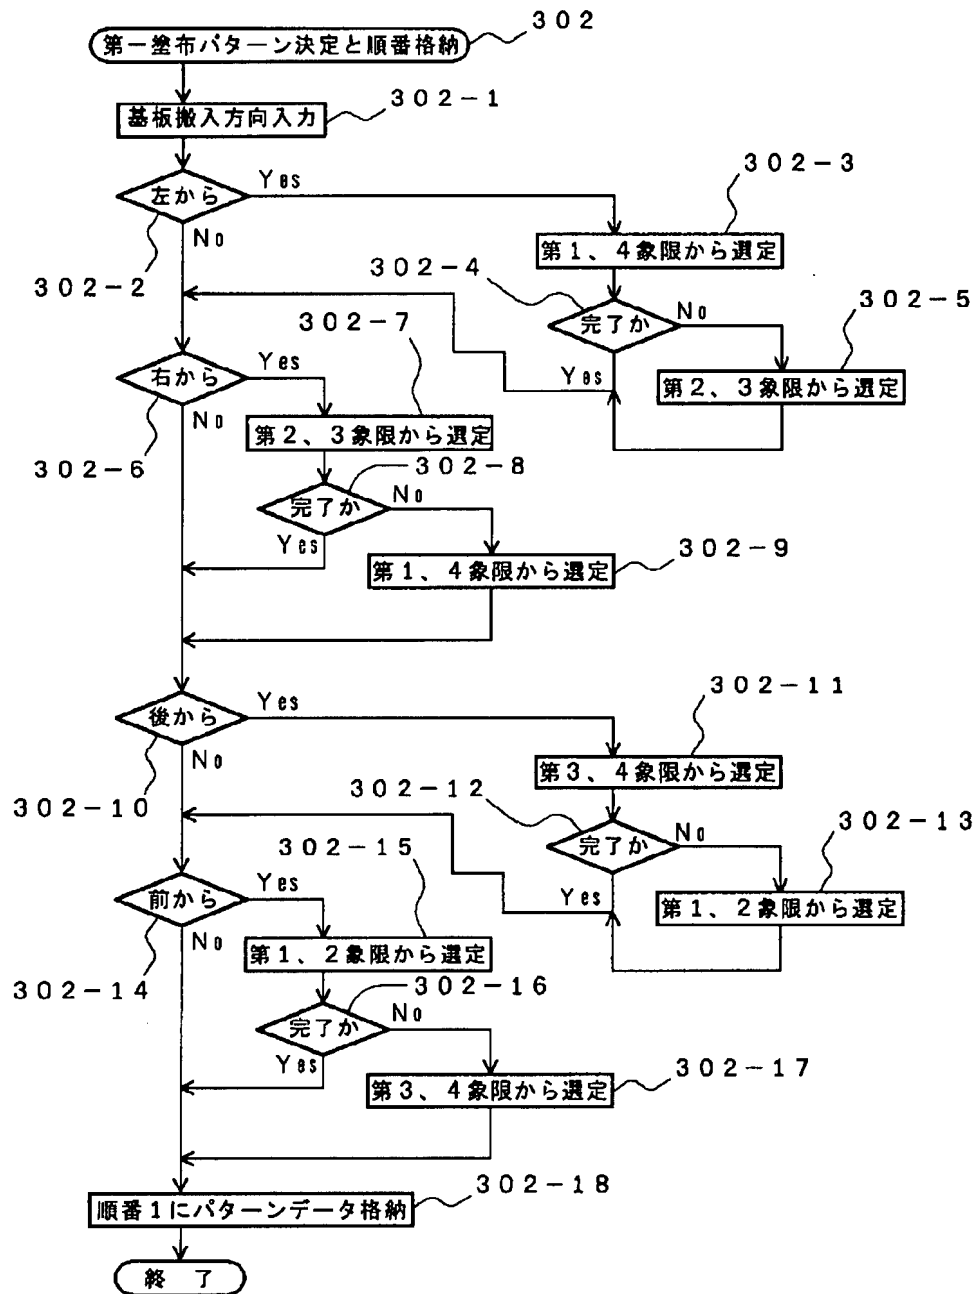 302
第一塗布パターン決定と順番格納
302-1
基板搬入方向入力
左から
Yes
No
302-2
302-3
第1、4象限から選定
302-4
完了か
No
Yes
302-5
第2、3象限から選定
右から
Yes
No
302-6
302-7
第2、3象限から選定
302-8
完了か
No
Yes
302-9
第1、4象限から選定
後から
Yes
No
302-10
302-11
第3、4象限から選定
302-12
完了か
No
Yes
302-13
第1、2象限から選定
前から
Yes
No
302-14
302-15
第1、2象限から選定
302-16
完了か
No
Yes
302-17
第3、4象限から選定
302-18
順番1にパターンデータ格納
終了